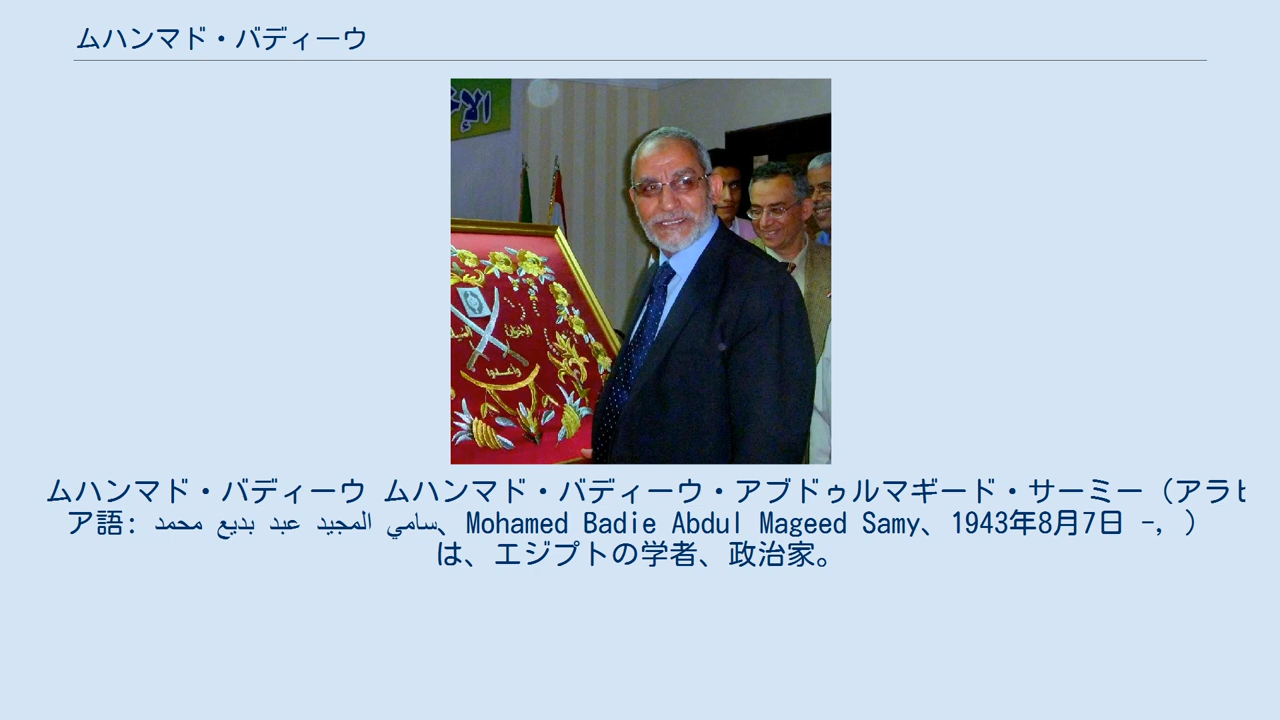 ムハンマド・バディーウ
الإخ
وأعدوا
ムハンマド・バディーウ ムハンマド・バディーウ・アブドゥルマギード・サーミー（アラビ
ア語: سامي المجيد عبد بديع محمد、Mohamed Badie Abdul Mageed Samy、1943年8月7日 -, ）
は、エジプトの学者、政治家。